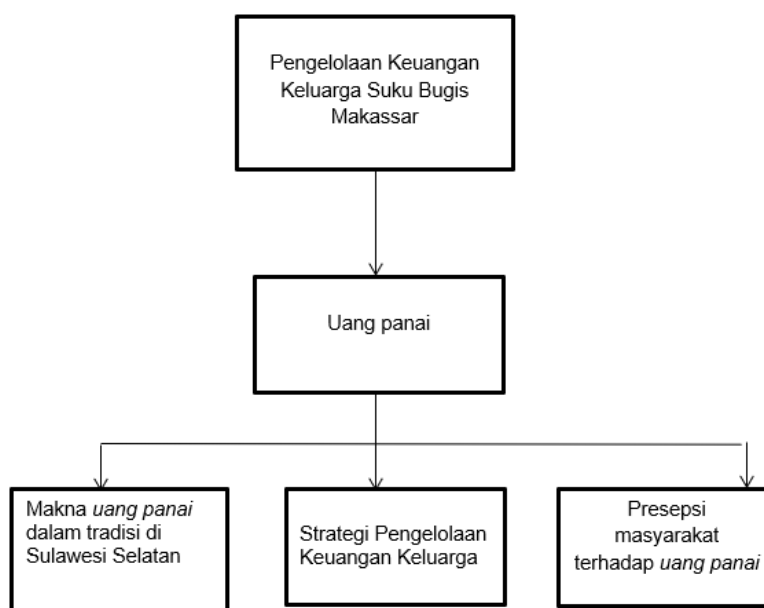 Pengelolaan Keuangan
Keluarga Suku Bugis
Makassar
Uang panai
Makna uang panai
dalam tradisi di
Sulawesi Selatan
Strategi Pengelolaan
Keuangan Keluarga
Presepsi
masyarakat
terhadap uang panai